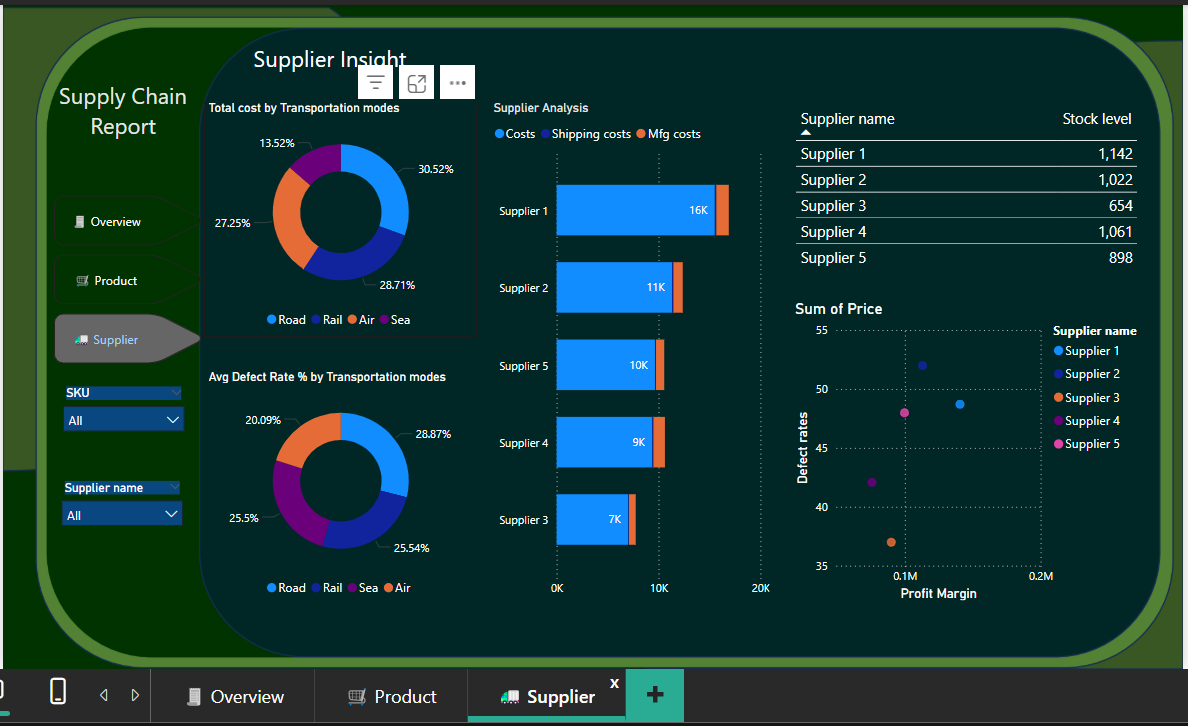 Supply Chain
Report
Overview
Product
Supplier
SKU
All
Supplier name
All
Supplier Insight
Total cost by Transportation modes
13.52%
30.52%
27.25%
28.71%
Road Rail Air Sea
Avg Defect Rate % by Transportation modes
20.09%
28.87%
25.5%
25.54%
Road Rail Sea Air
Supplier Analysis
Costs Shipping costs Mfg costs
Supplier 1 16K
Supplier 2 11K
Supplier 5 10K
Supplier 4 9K
Supplier 3 7K
0K 10K 20K
Supplier name Stock level
Supplier 1 1,142
Supplier 2 1,022
Supplier 3 654
Supplier 4 1,061
Supplier 5 898
Sum of Price
55
50
45
40
35
Defect rates
0.1M 0.2M
Profit Margin
Supplier name
Supplier 1
Supplier 2
Supplier 3
Supplier 4
Supplier 5
Overview Product Supplier x +